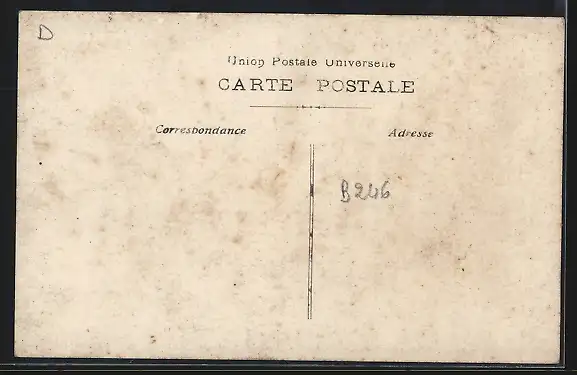 D
Union Postale Universelle
CARTE POSTALE
Correspondance
Adresse
B246